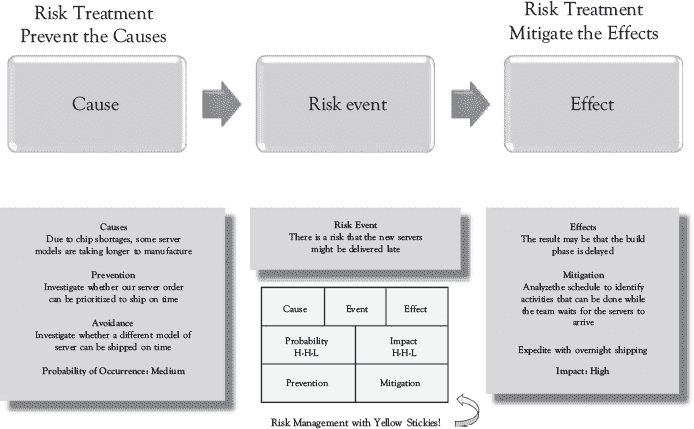 Risk Treatment
Prevent the Causes
Risk Treatment
Mitigate the Effects
Cause
Risk event
Effect
Causes
Due to chip shortages, some server
models are taking longer to manufacture
Prevention
Investigate whether our server order
can be prioritized to ship on time
Avoidance
Investigate whether a different model of
server can be shipped on time
Probability of Occurrence: Medium
Risk Event
There is a risk that the new servers
might be delivered late
Cause
Event
Effect
Probability
H-H-L
Impact
H-H-L
Prevention
Mitigation
Risk Management with Yellow Stickies!
Effects
The result may be that the build
phase is delayed
Mitigation
Analyzethe schedule to identify
activities that can be done while
the team waits for the servers to
arrive
Expedite with overnight shipping
Impact: High